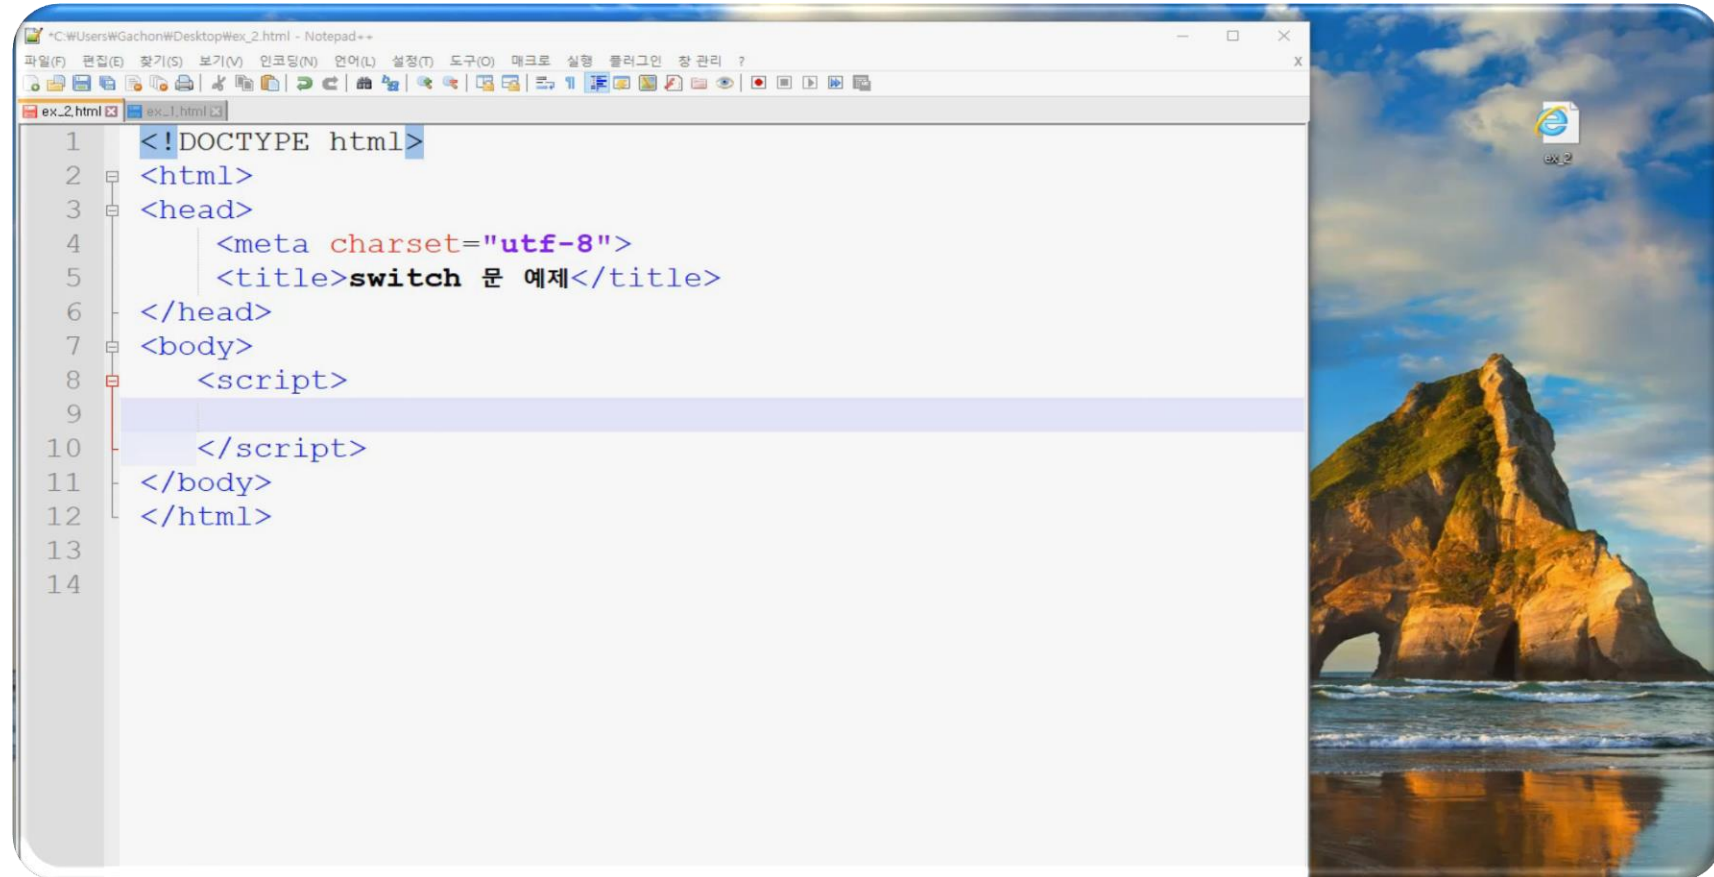 *C:₩Users₩Gachon₩Desktop₩ex_2.html - Notepad++
파일(F) 편집(E) 찾기(S) 보기(V) 인코딩(N) 언어(L) 설정(T) 도구(O) 매크로 실행 플러그인 창 관리 ? X
ex_2.html ex_1.html
1 <!DOCTYPE html>
2 <html>
3 <head>
4 <meta charset="utf-8">
5 <title>switch 문 예제</title>
6 </head>
7 <body>
8 <script>
9
10 </script>
11 </body>
12 </html>
13
14
ex_2